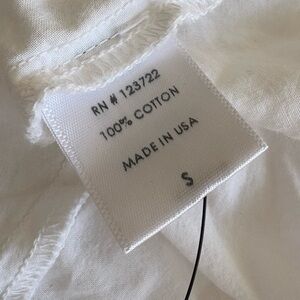 RN # 123722
100% COTTON
MADE IN USA
S